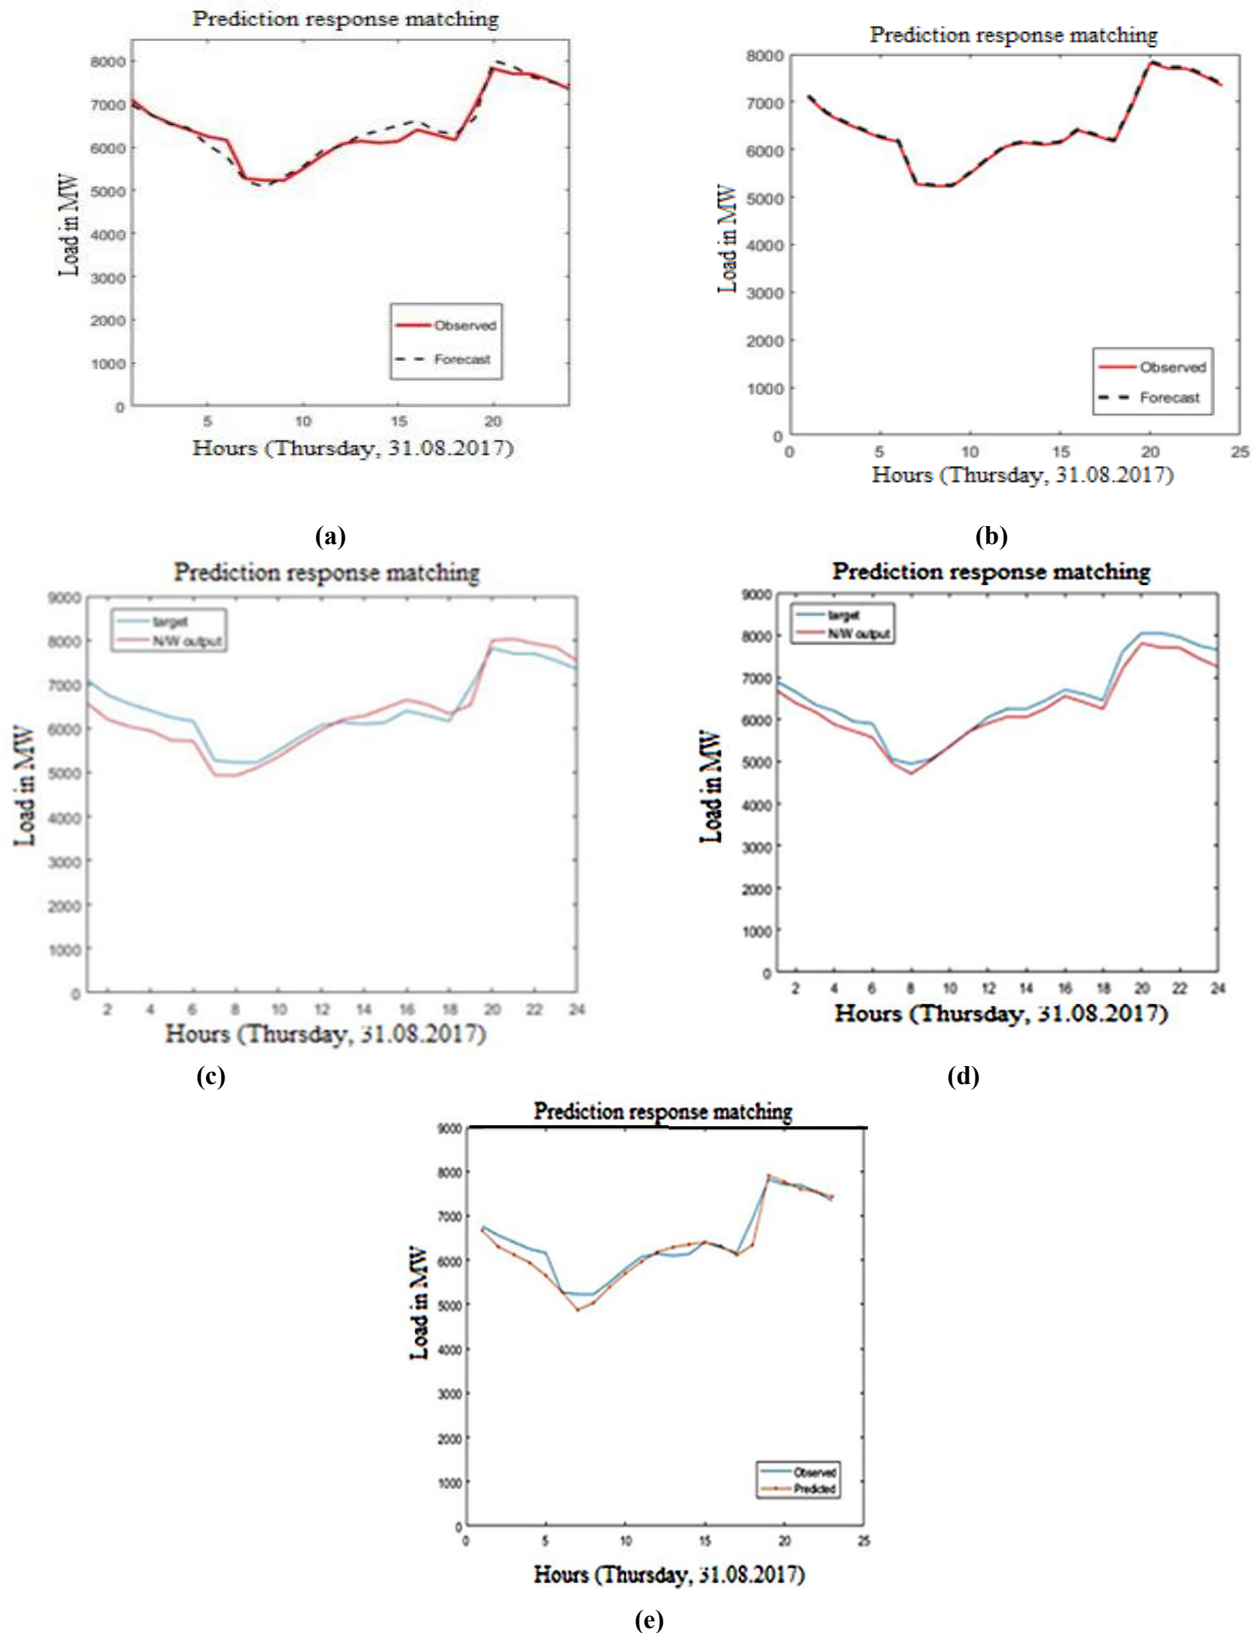 Prediction response matching
8000
7000
6000
5000
4000
3000
2000
1000
0
Load in MW
Observed
Forecast
5 10 15 20
Hours (Thursday, 31.08.2017)
(a)
Prediction response matching
8000
7000
6000
5000
4000
3000
2000
1000
0
Load in MW
Observed
Forecast
0 5 10 15 20 25
Hours (Thursday, 31.08.2017)
(b)
Prediction response matching
9000
8000
7000
6000
5000
4000
3000
2000
1000
0
Load in MW
target
N/W output
2 4 6 8 10 12 14 16 18 20 22 24
Hours (Thursday, 31.08.2017)
(c)
Prediction response matching
9000
8000
7000
6000
5000
4000
3000
2000
1000
0
Load in MW
target
N/W output
2 4 6 8 10 12 14 16 18 20 22 24
Hours (Thursday, 31.08.2017)
(d)
Prediction response matching
9000
8000
7000
6000
5000
4000
3000
2000
1000
0
Load in MW
Observed
Predicted
0 5 10 15 20 25
Hours (Thursday, 31.08.2017)
(e)